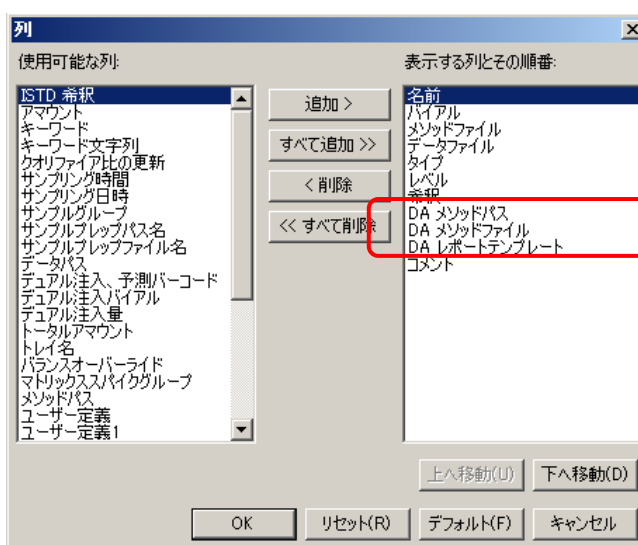 列
使用可能な列:
表示する列とその順番:
ISTD 希釈
アマウント
キーワード
キーワード文字列
クオリファイア比の更新
サンプリング時間
サンプリング日時
サンプルグループ
サンプルプレップパス名
サンプルプレップファイル名
データパス
デュアル注入、予測バーコード
デュアル注入バイアル
デュアル注入量
トータルアマウント
トレイ名
バランスオーバーライド
マトリックススパイクグループ
メソッドパス
ユーザー定義
ユーザー定義1
追加 >
すべて追加 >>
< 削除
<< すべて削除
名前
バイアル
メソッドファイル
データファイル
タイプ
レベル
希釈
DA メソッドパス
DA メソッドファイル
DA レポートテンプレート
コメント
上へ移動(U)
下へ移動(D)
OK
リセット(R)
デフォルト(F)
キャンセル